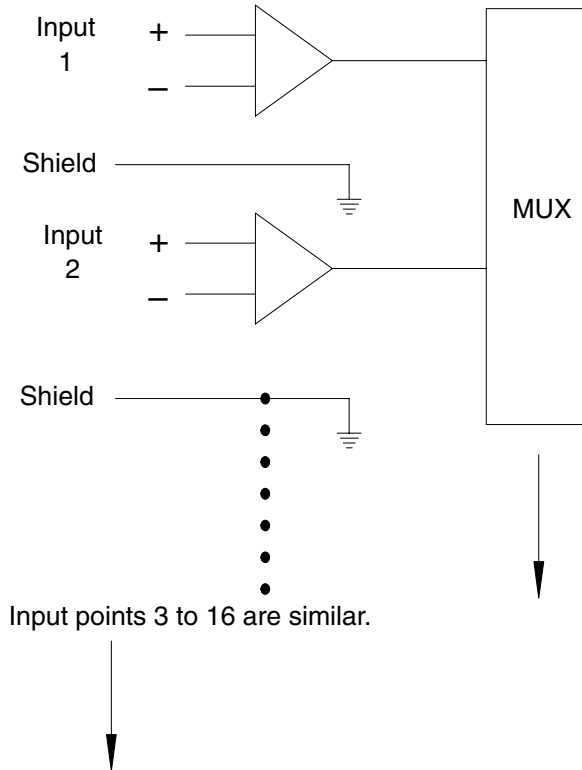 Input
1
+
−
Shield
MUX
Input
2
+
−
Shield
Input points 3 to 16 are similar.